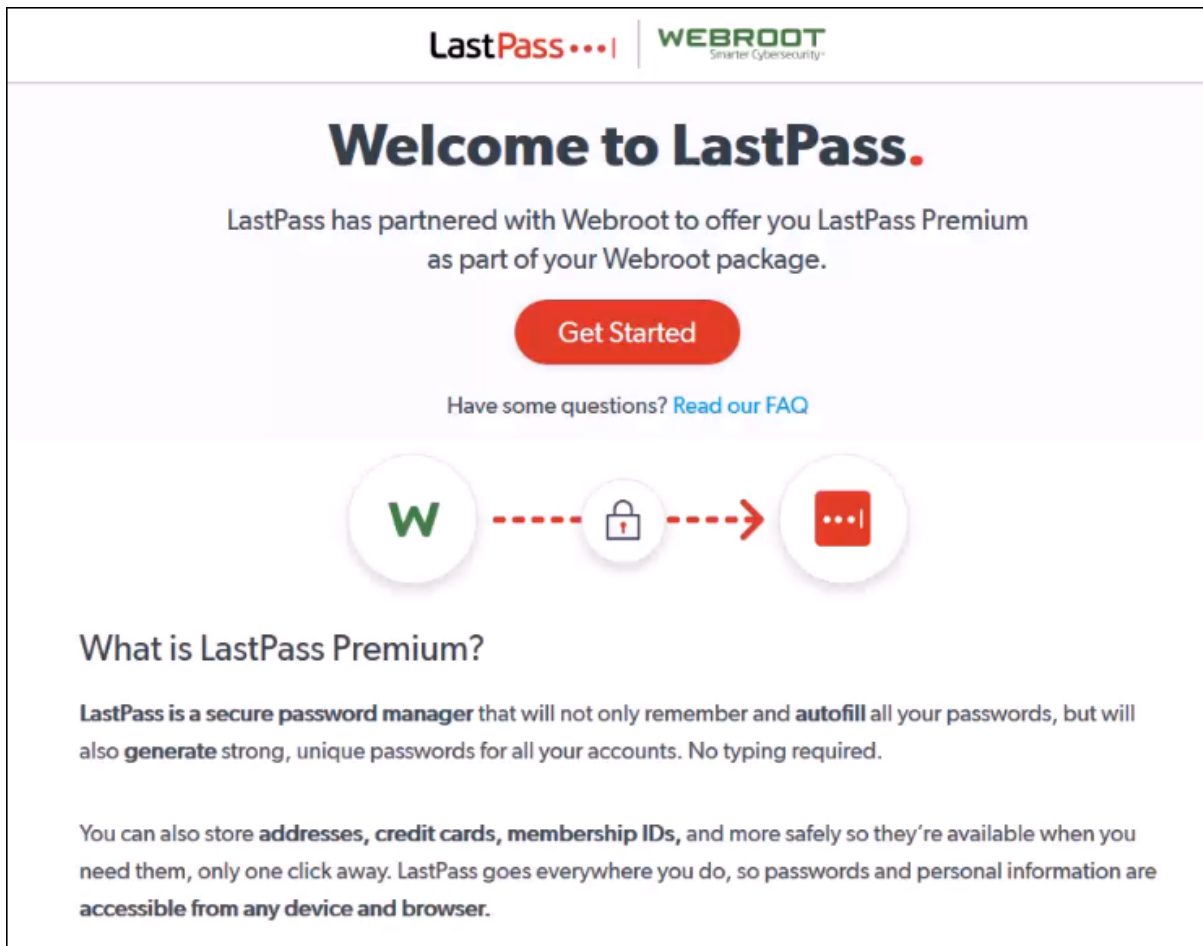 LastPass
WEBROOT
Smarter Cybersecurity
Welcome to LastPass.
LastPass has partnered with Webroot to offer you LastPass Premium
as part of your Webroot package.
Get Started
Have some questions? Read our FAQ
W
What is LastPass Premium?
LastPass is a secure password manager that will not only remember and autofill all your passwords, but will
also generate strong, unique passwords for all your accounts. No typing required.
You can also store addresses, credit cards, membership IDs, and more safely so they’re available when you
need them, only one click away. LastPass goes everywhere you do, so passwords and personal information are
accessible from any device and browser.